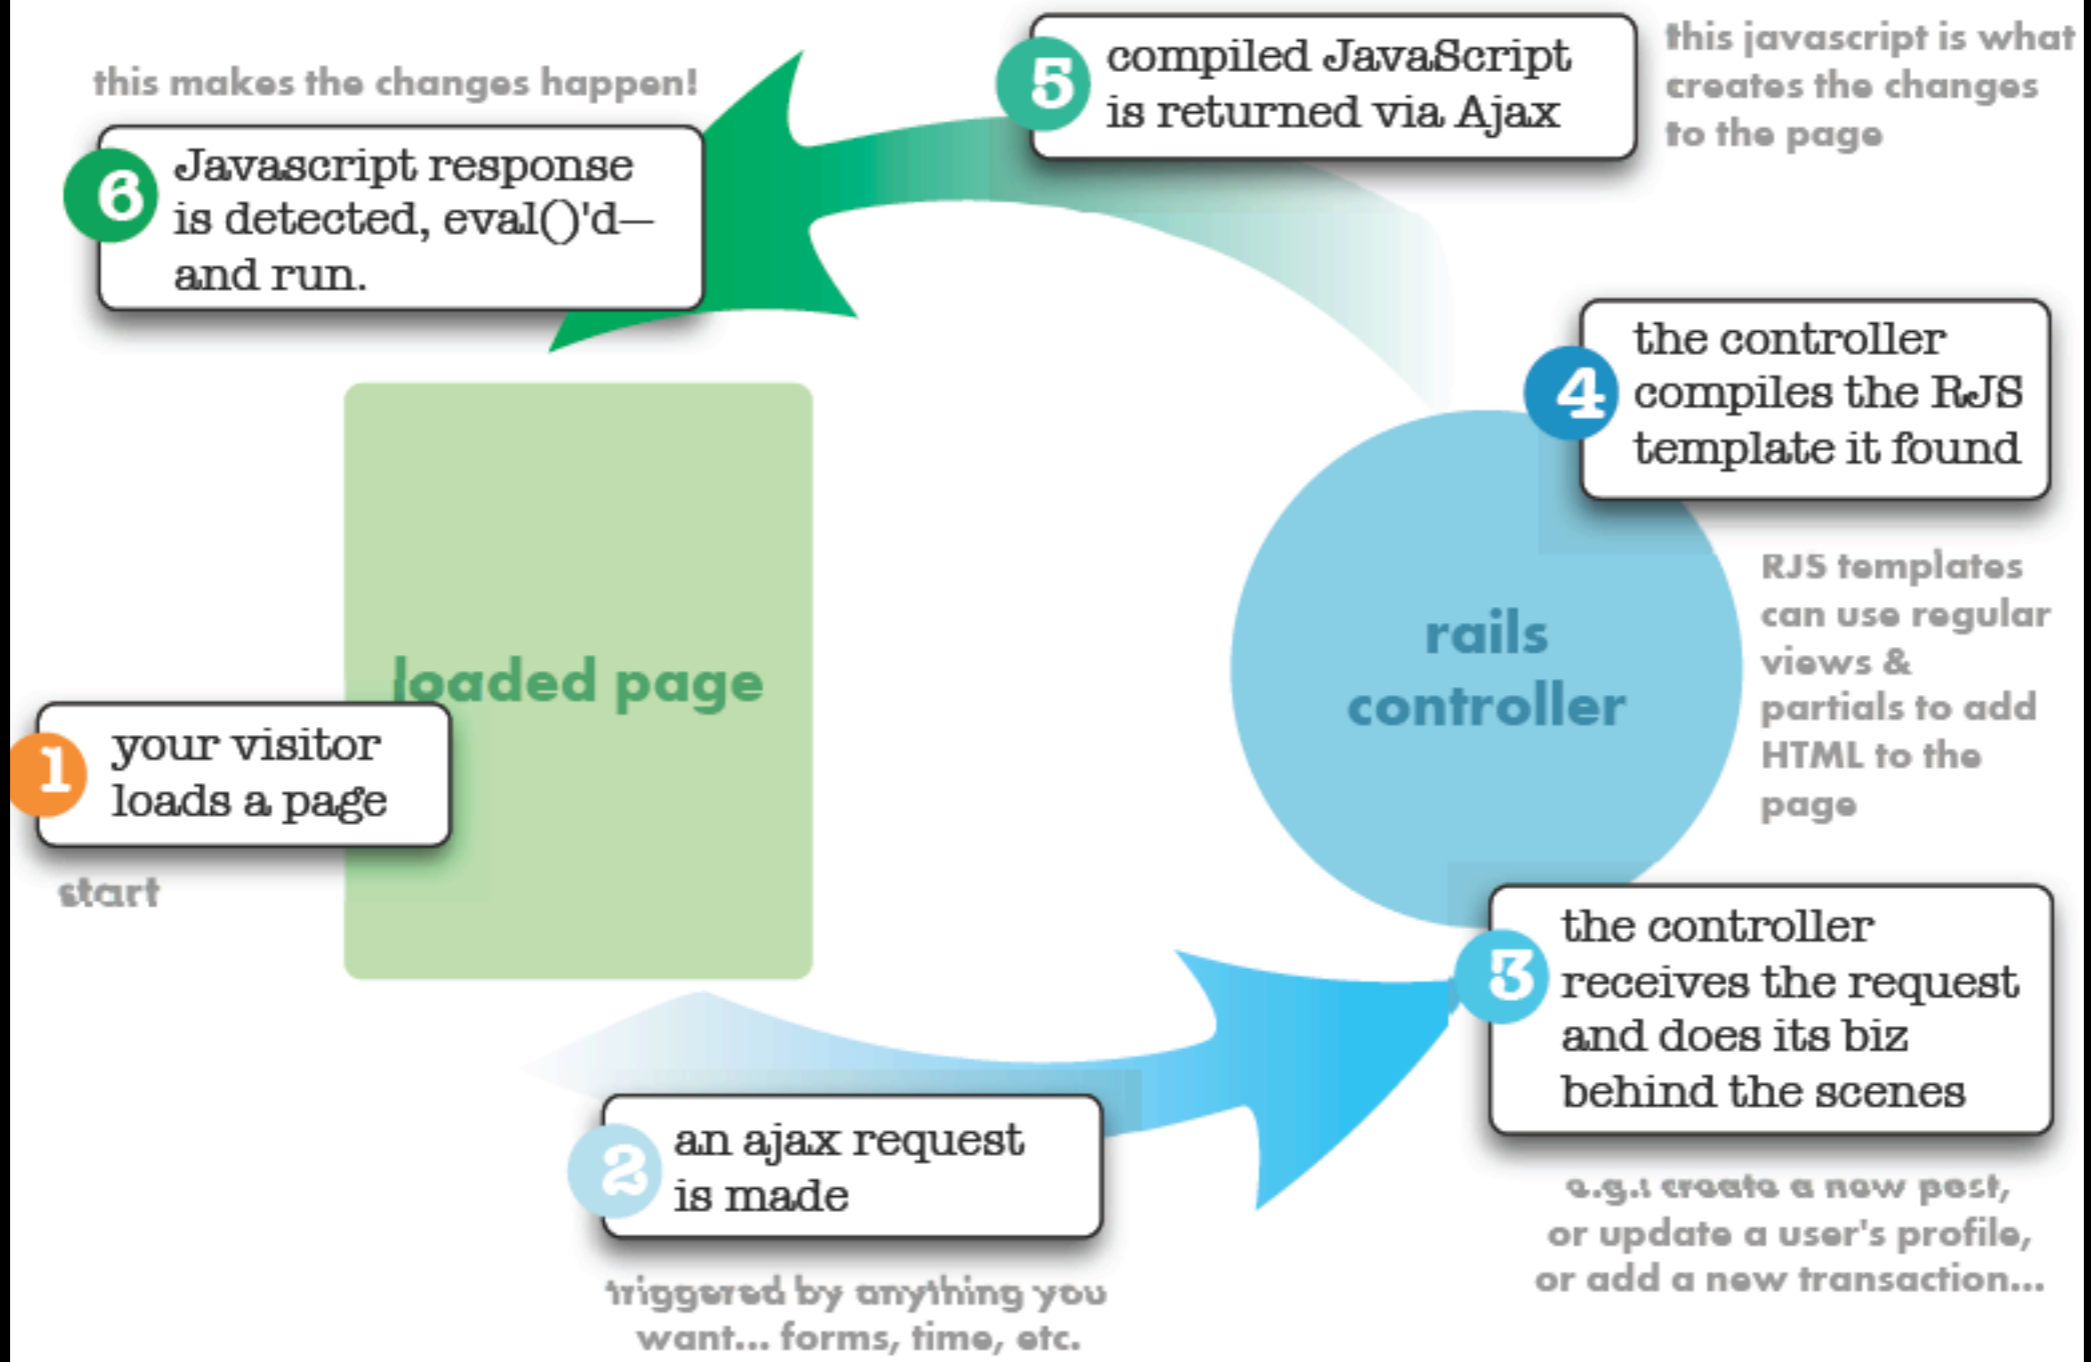 this makes the changes happen!
6
Javascript response
is detected, eval()'d—
and run.
5
compiled JavaScript
is returned via Ajax
this javascript is what
creates the changes
to the page
4
the controller
compiles the RJS
template it found
RJS templates
can use regular
views &
partials to add
HTML to the
page
rails
controller
loaded page
1
your visitor
loads a page
start
2
an ajax request
is made
triggered by anything you
want... forms, time, etc.
3
the controller
receives the request
and does its biz
behind the scenes
e.g.: create a new post,
or update a user's profile,
or add a new transaction...